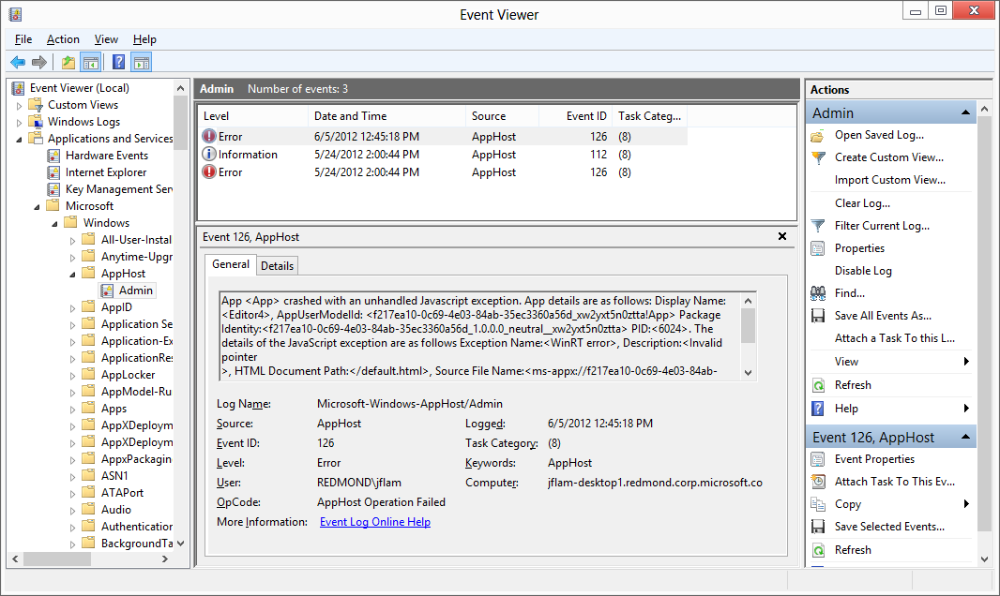 Event Viewer
File Action View Help
Event Viewer (Local)
Custom Views
Windows Logs
Applications and Services
Hardware Events
Internet Explorer
Key Management Ser
Microsoft
Windows
All-User-Instal
Anytime-Upgr
AppHost
Admin
AppID
Application Se
Application-Ex
ApplicationRes
AppLocker
AppModel-Ru
Apps
AppXDeploym
AppXDeploym
AppxPackagin
ASN1
ATAPort
Audio
Authentication
BackgroundTa
Admin Number of events: 3
Level Date and Time Source Event ID Task Categ...
Error 6/5/2012 12:45:18 PM AppHost 126 (8)
Information 5/24/2012 2:00:44 PM AppHost 112 (8)
Error 5/24/2012 2:00:44 PM AppHost 126 (8)
Event 126, AppHost
General Details
App <App> crashed with an unhandled Javascript exception. App details are as follows: Display Name:
<Editor4>, AppUserModelId: <f217ea10-0c69-4e03-84ab-35ec3360a56d_xw2yxt5n0ztta!App> Package
Identity:<f217ea10-0c69-4e03-84ab-35ec3360a56d_1.0.0.0_neutral__xw2yxt5n0ztta> PID:<6024>. The
details of the JavaScript exception are as follows Exception Name:<WinRT error>, Description:<Invalid
pointer
>, HTML Document Path:</default.html>, Source File Name:<ms-appx://f217ea10-0c69-4e03-84ab-
Log Name: Microsoft-Windows-AppHost/Admin
Source: AppHost Logged: 6/5/2012 12:45:18 PM
Event ID: 126 Task Category: (8)
Level: Error Keywords: AppHost
User: REDMOND\jflam Computer: jflam-desktop1.redmond.corp.microsoft.co
OpCode: AppHost Operation Failed
More Information: Event Log Online Help
Actions
Admin
Open Saved Log...
Create Custom View...
Import Custom View...
Clear Log...
Filter Current Log...
Properties
Disable Log
Find...
Save All Events As...
Attach a Task To this L...
View
Refresh
Help
Event 126, AppHost
Event Properties
Attach Task To This Ev...
Copy
Save Selected Events...
Refresh